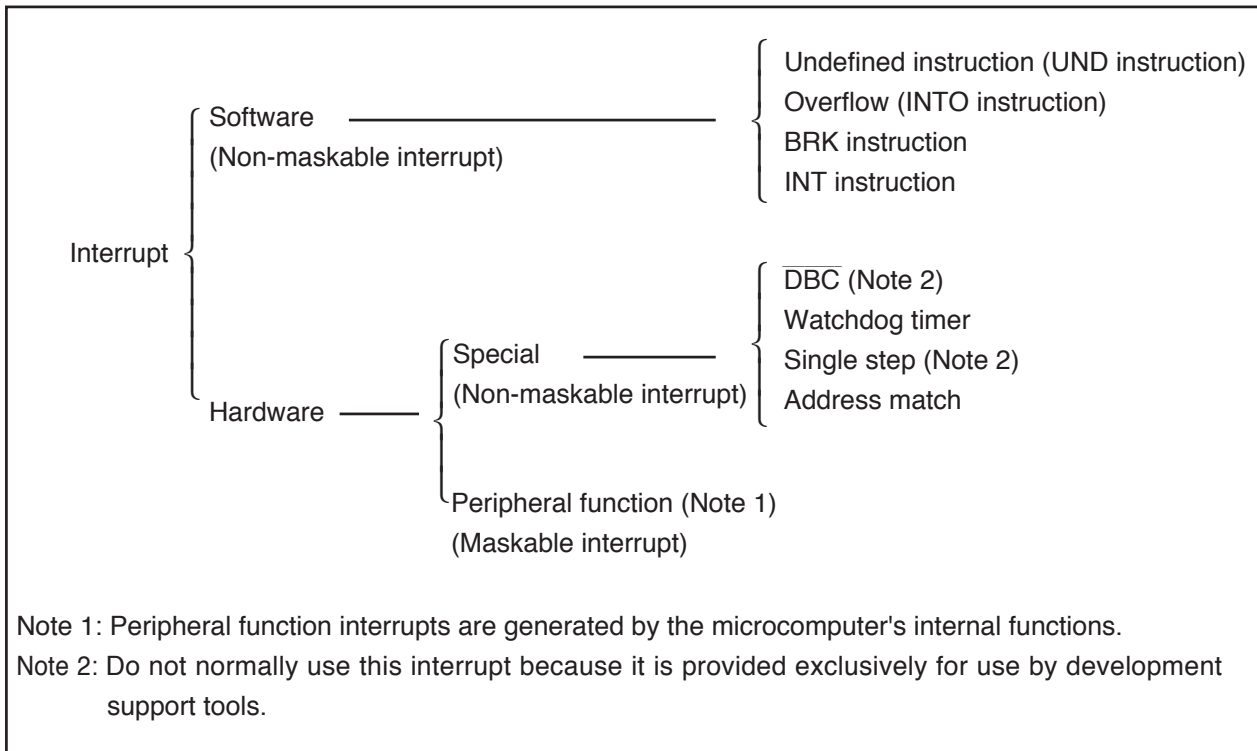 Interrupt
Software
(Non-maskable interrupt)
Undefined instruction (UND instruction)
Overflow (INTO instruction)
BRK instruction
INT instruction
Hardware
Special
(Non-maskable interrupt)
DBC (Note 2)
Watchdog timer
Single step (Note 2)
Address match
Peripheral function (Note 1)
(Maskable interrupt)
Note 1: Peripheral function interrupts are generated by the microcomputer's internal functions.
Note 2: Do not normally use this interrupt because it is provided exclusively for use by development
support tools.